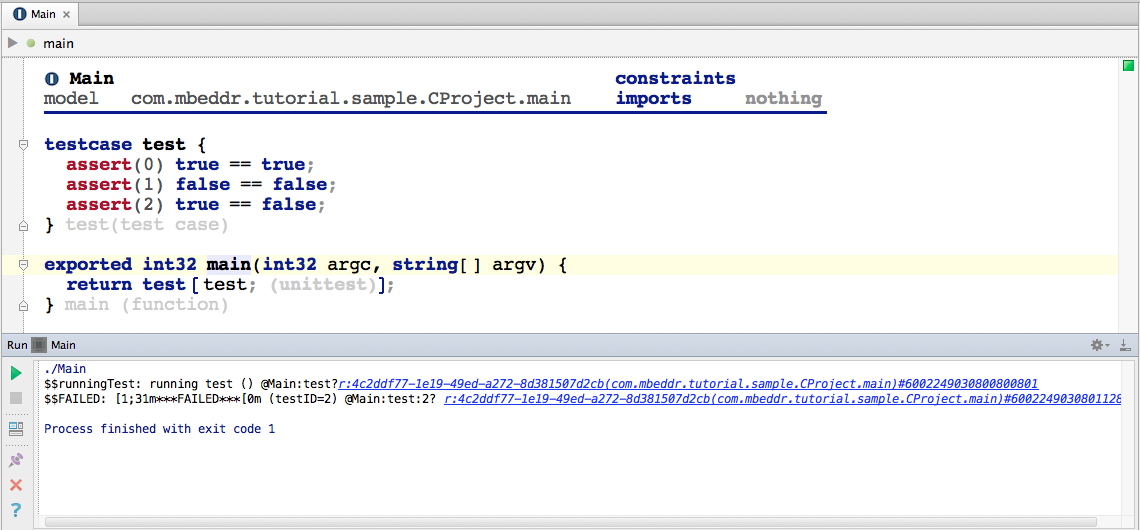 Main
main
Main constraints
model com.mbeddr.tutorial.sample.CProject.main imports nothing
testcase test {
assert(0) true == true;
assert(1) false == false;
assert(2) true == false;
} test(test case)
exported int32 main(int32 argc, string[] argv) {
return test[test; (unittest)];
} main (function)
Run Main
./Main
$$runningTest: running test () @Main:test?r:4c2ddf77-1e19-49ed-a272-8d381507d2cb(com.mbeddr.tutorial.sample.CProject.main)#6002249030800800801
$$FAILED: [1;31m***FAILED***[0m (testID=2) @Main:test:2? r:4c2ddf77-1e19-49ed-a272-8d381507d2cb(com.mbeddr.tutorial.sample.CProject.main)#6002249030801128
Process finished with exit code 1